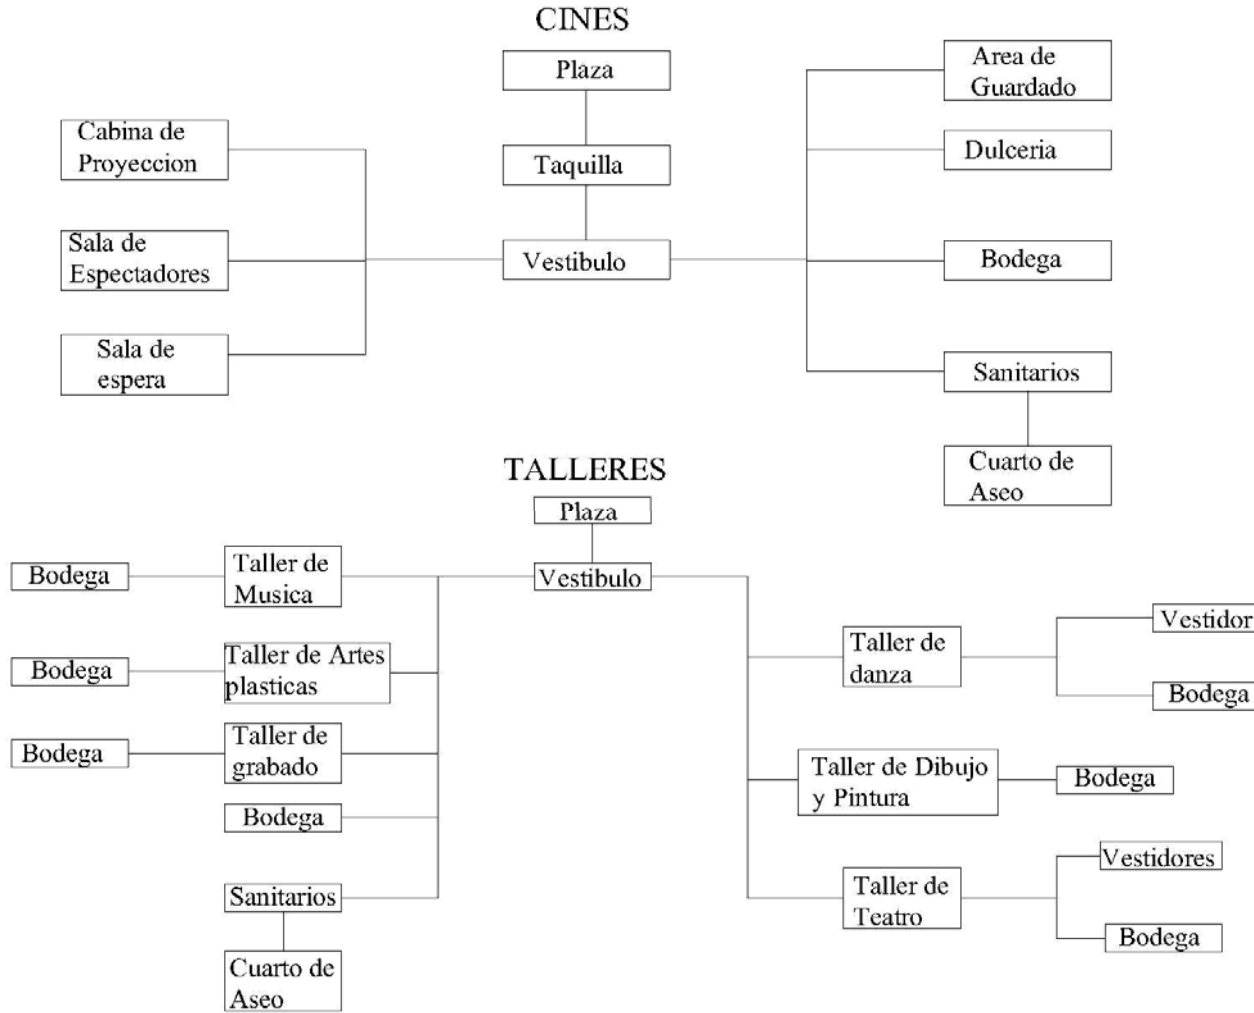 CINES
Plaza
Taquilla
Vestibulo
Cabina de
Proyeccion
Sala de
Espectadores
Sala de
espera
Area de
Guardado
Dulceria
Bodega
Sanitarios
Cuarto de
Aseo
TALLERES
Plaza
Vestibulo
Bodega
Taller de
Musica
Bodega
Taller de Artes
plasticas
Bodega
Taller de
grabado
Bodega
Sanitarios
Cuarto de
Aseo
Taller de
danza
Vestidor
Bodega
Taller de Dibujo
y Pintura
Bodega
Taller de
Teatro
Vestidores
Bodega